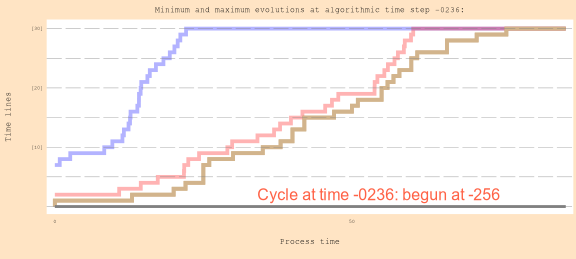 Minimum and maximum evolutions at algorithmic time step -0236:
[30]
[20]
[10]
Time lines
Cycle at time -0236: begun at -256
0
50
Process time